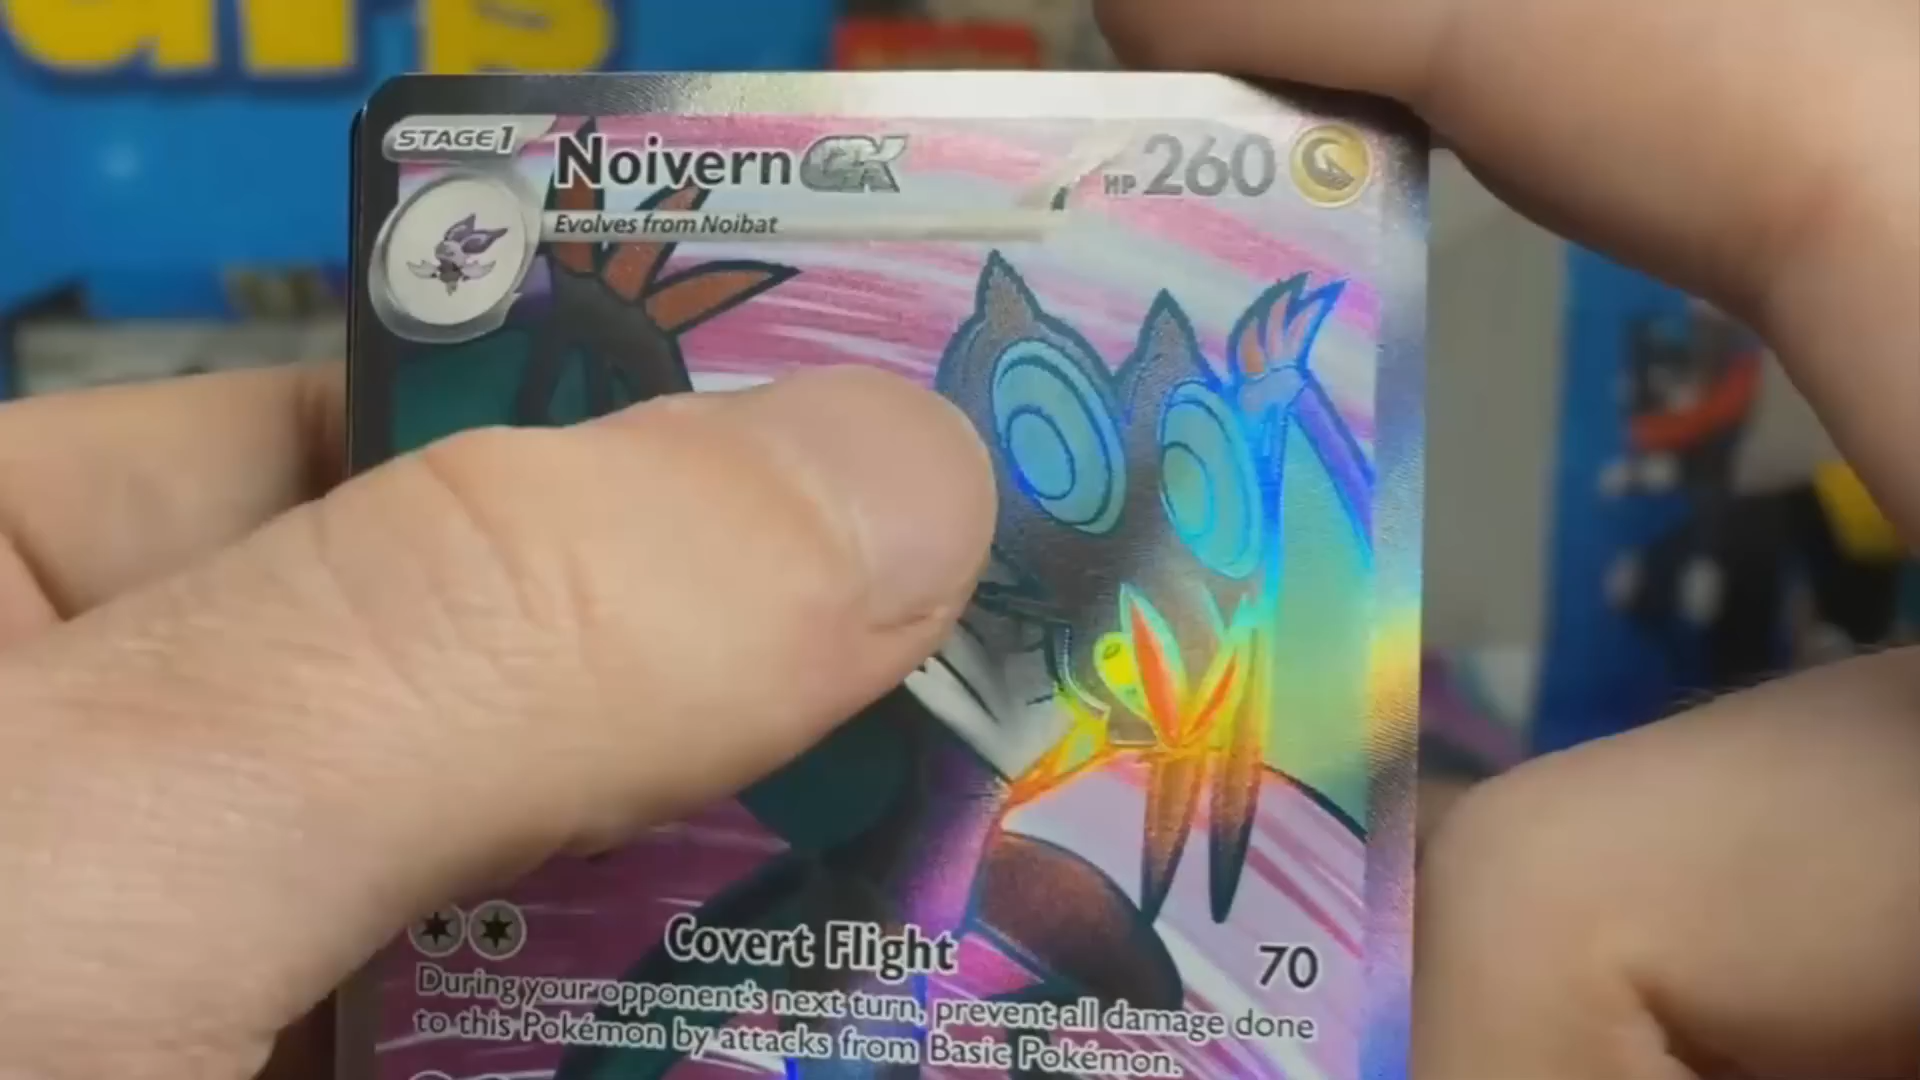 STAGE 1
Noivern ex
HP 260
Evolves from Noibat
Covert Flight
70
During your opponent's next turn, prevent all damage done
to this Pokémon by attacks from Basic Pokémon.